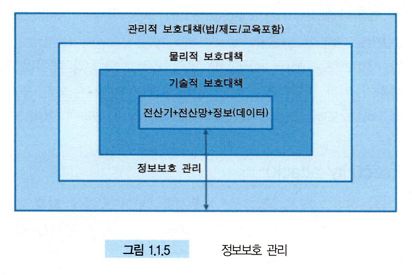 관리적 보호대책(법/제도/교육포함)
물리적 보호대책
기술적 보호대책
전산기+전산망+정보(데이터)
정보보호 관리
그림 1.1.5 정보보호 관리